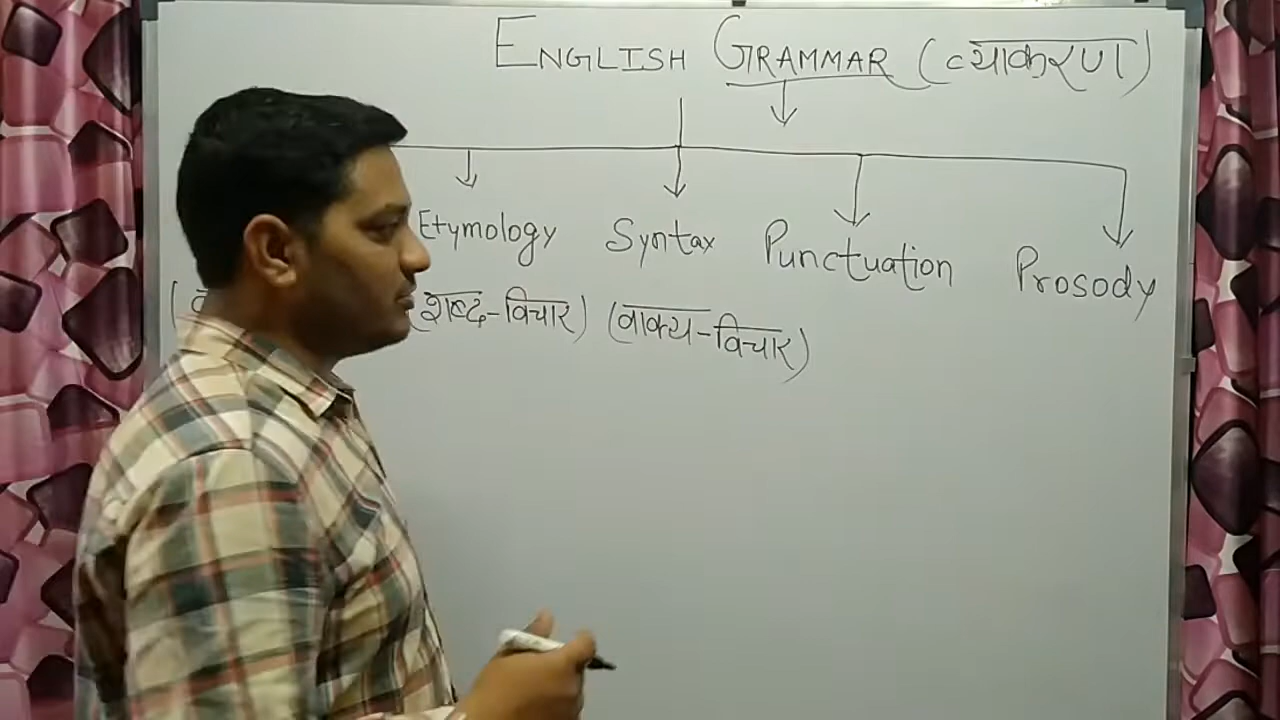 ENGLISH GRAMMAR (व्याकरण)
Etymology Syntax Punctuation Prosody
(शब्द-विचार) (वाक्य-विचार)